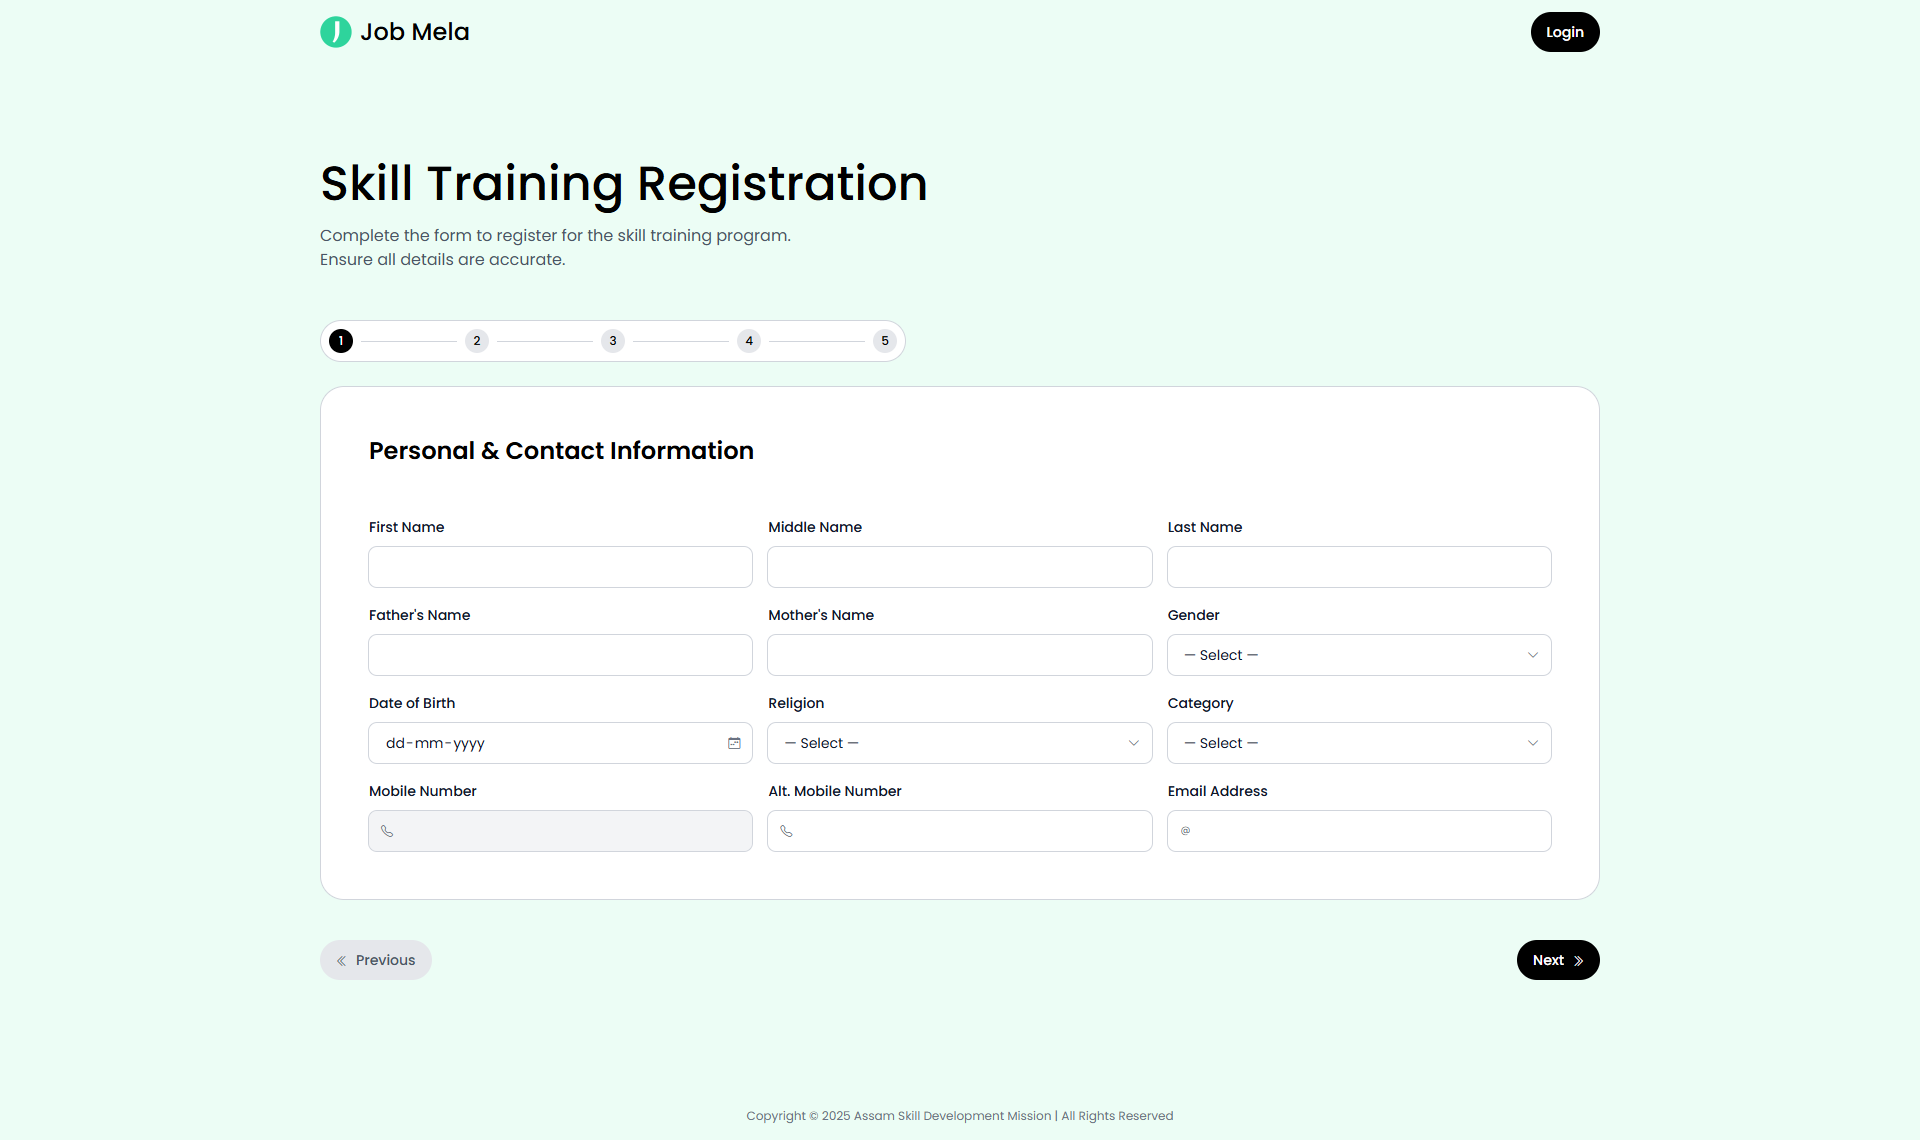 J Job Mela
Login
Skill Training Registration
Complete the form to register for the skill training program.
Ensure all details are accurate.
1 2 3 4 5
Personal & Contact Information
First Name Middle Name Last Name
Father's Name Mother's Name Gender
— Select —
Date of Birth Religion Category
dd-mm-yyyy — Select — — Select —
Mobile Number Alt. Mobile Number Email Address
@
« Previous
Next »
Copyright © 2025 Assam Skill Development Mission | All Rights Reserved